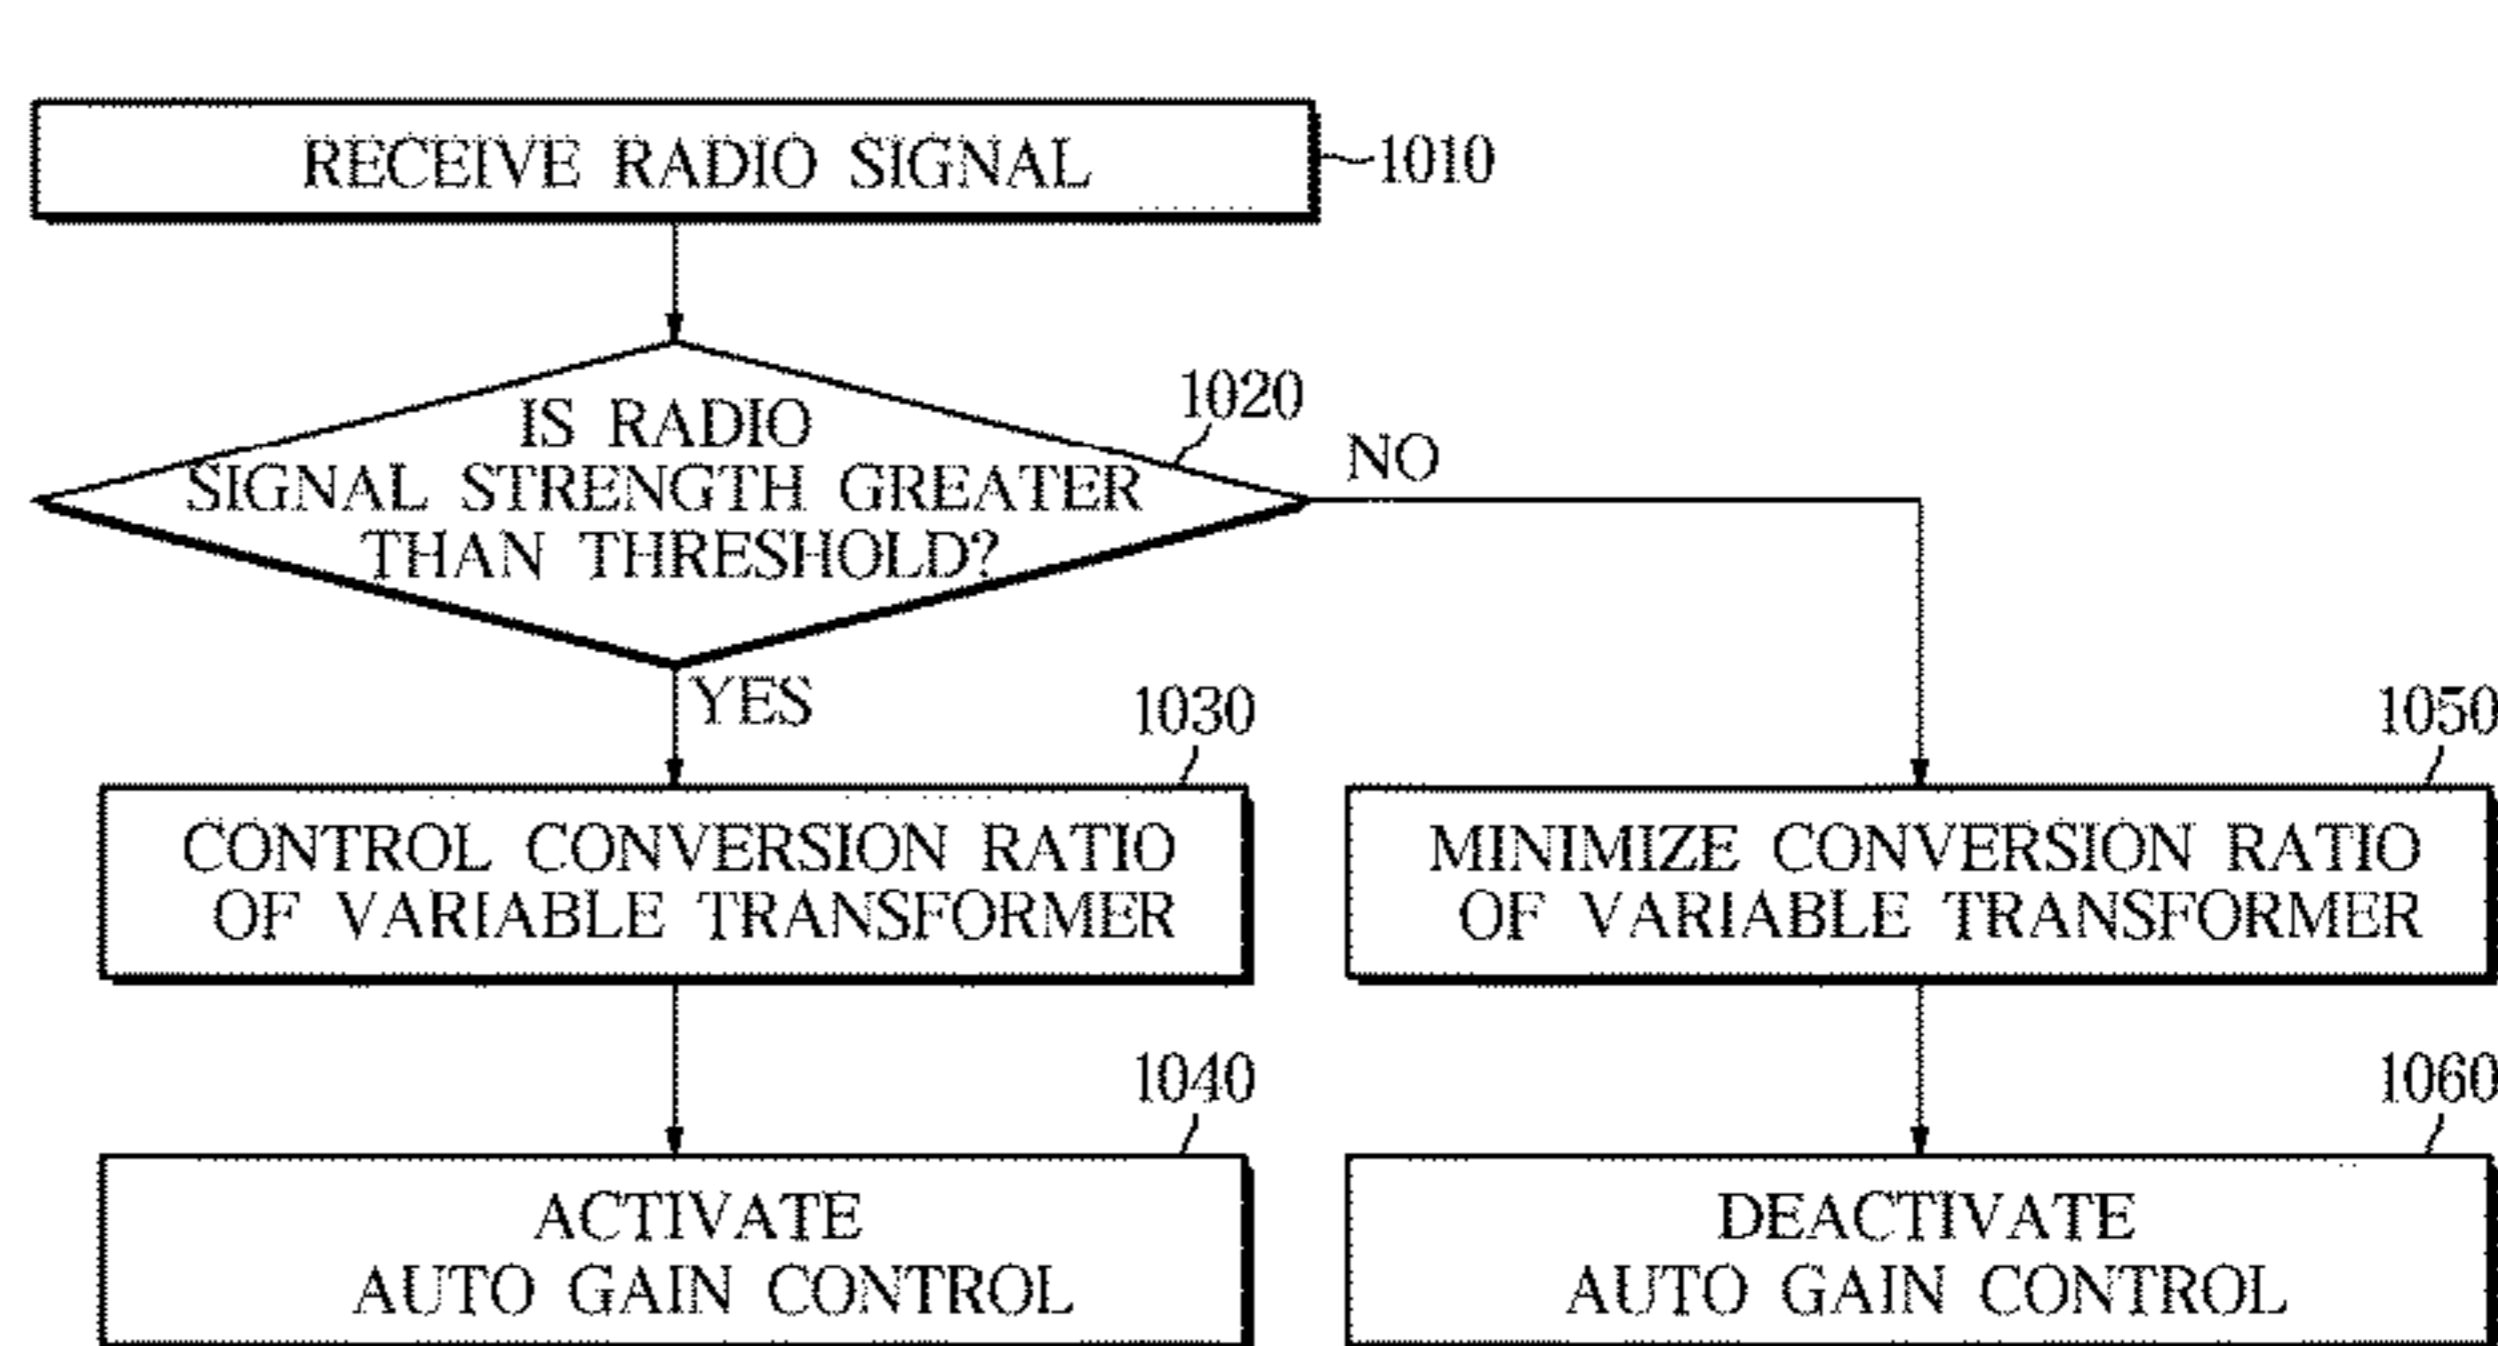 RECEIVE RADIO SIGNAL
1010
IS RADIO
SIGNAL STRENGTH GREATER
THAN THRESHOLD?
1020
NO
YES
1030
CONTROL CONVERSION RATIO
OF VARIABLE TRANSFORMER
1050
MINIMIZE CONVERSION RATIO
OF VARIABLE TRANSFORMER
1040
ACTIVATE
AUTO GAIN CONTROL
1060
DEACTIVATE
AUTO GAIN CONTROL